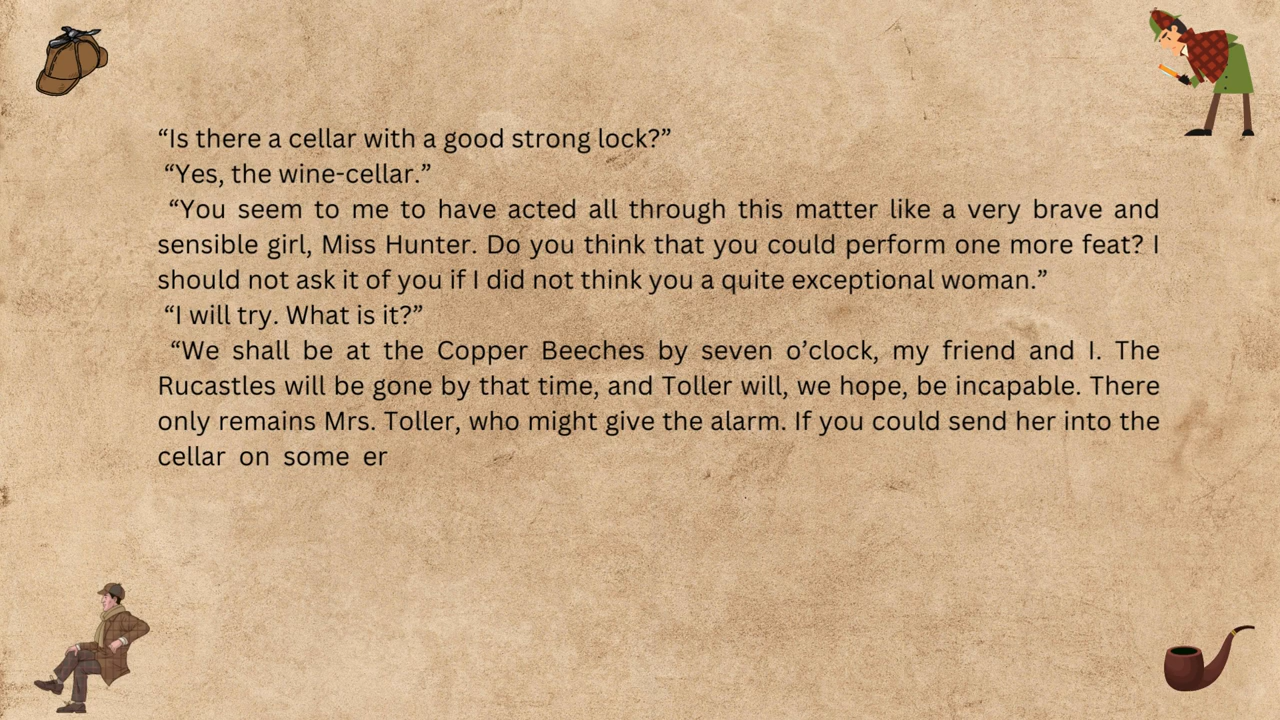 “Is there a cellar with a good strong lock?”
“Yes, the wine-cellar.”
“You seem to me to have acted all through this matter like a very brave and
sensible girl, Miss Hunter. Do you think that you could perform one more feat? I
should not ask it of you if I did not think you a quite exceptional woman.”
“I will try. What is it?”
“We shall be at the Copper Beeches by seven o’clock, my friend and I. The
Rucastles will be gone by that time, and Toller will, we hope, be incapable. There
only remains Mrs. Toller, who might give the alarm. If you could send her into the
cellar on some er